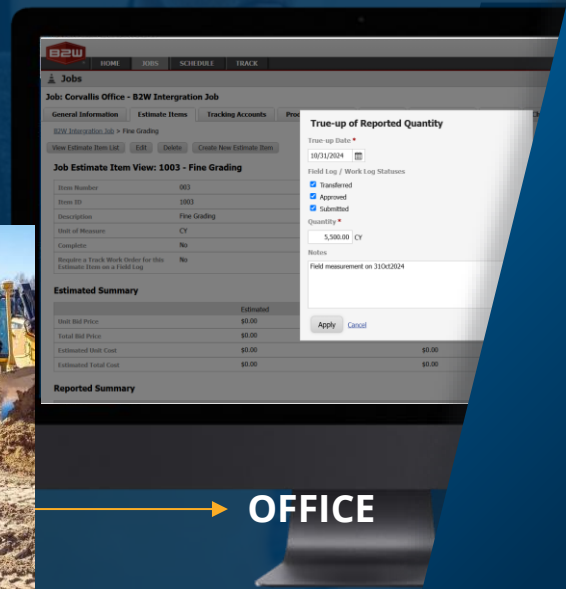 B2W
HOME JOBS SCHEDULE TRACK
Jobs
Job: Corvallis Office - B2W Intergration Job
General Information Estimate Items Tracking Accounts
B2W Intergration Job > Fine Grading
View Estimate Item List Edit Delete Create New Estimate Item
Job Estimate Item View: 1003 - Fine Grading
Item Number 003
Item ID 1003
Description Fine Grading
Unit of Measure CY
Complete No
Require a Track Work Order for this No
Estimate Item on a Field
Log
Estimated Summary
Estimated
Unit Bid Price $0.00
Total Bid Price $0.00
Estimated Unit Cost $0.00 $0.00
Estimated Total Cost $0.00 $0.00
Reported Summary
True-up of Reported Quantity
True-up Date *
10/31/2024
Field Log / Work Log Statuses
Transferred
Approved
Submitted
Quantity *
5,500.00 CY
Notes
Field measurement on 31Oct2024
Apply Cancel
OFFICE